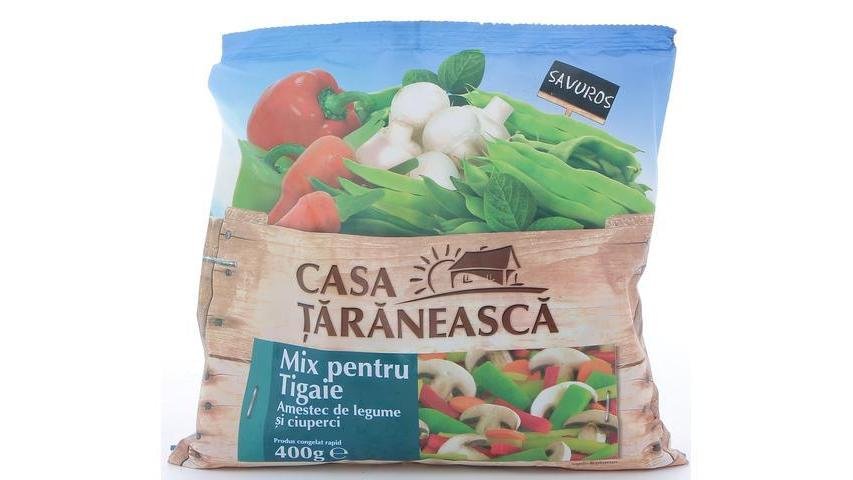 SAVUROS
CASA
ȚĂRĂNEASCĂ
Mix pentru
Tigaie
Amestec de legume
și ciuperci
Produs congelat rapid
400g ℮